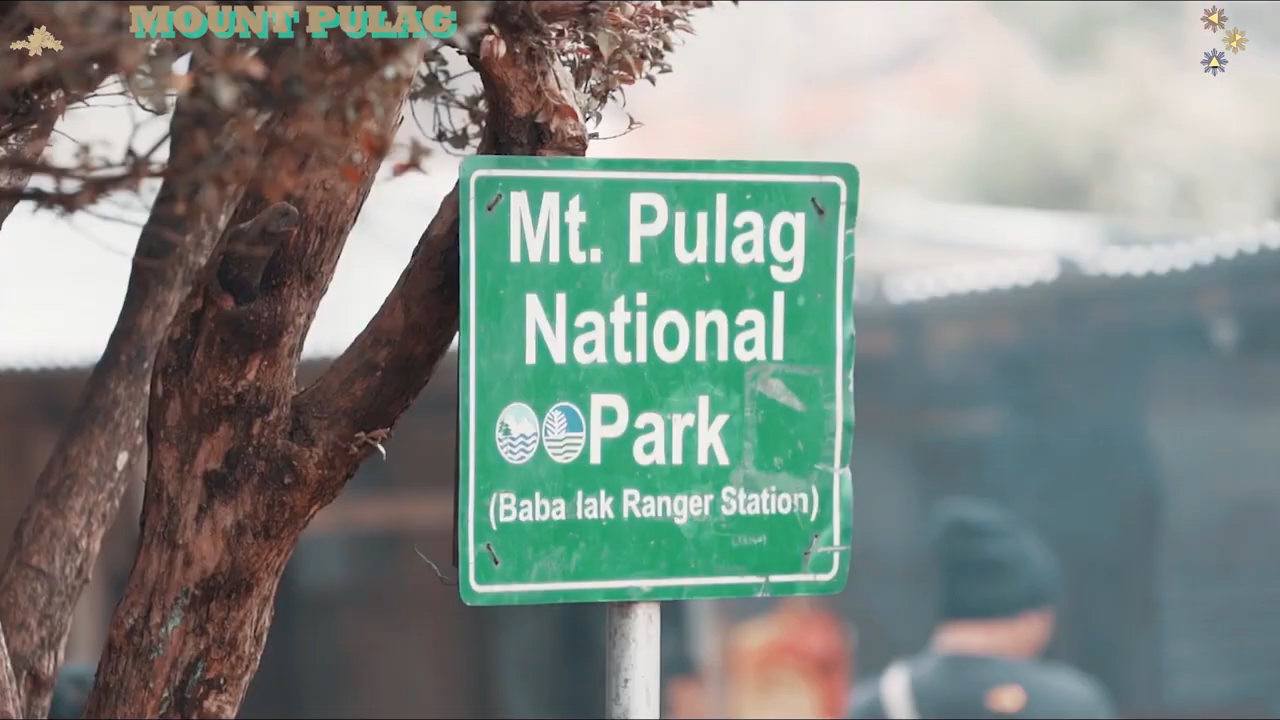 MOUNT PULAG
Mt. Pulag
National
Park
(Baba lak Ranger Station)